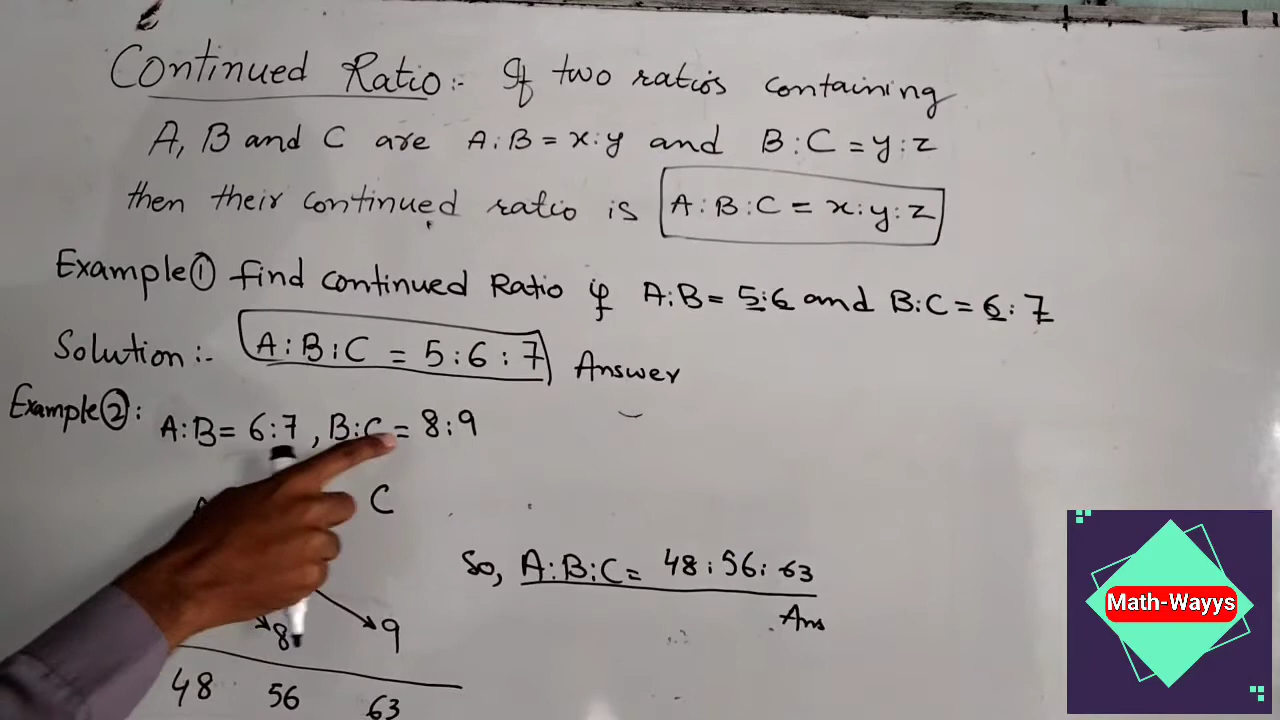 Continued Ratio:- If two ratios containing
A, B and C are A:B=x:y and B:C=y:z
then their continued ratio is A:B:C = x:y:z
Example① find continued Ratio if A:B= 5:6 and B:C = 6:7
Solution:- A:B:C = 5:6:7 Answer
Example②: A:B= 6:7, B:C = 8:9
C
So, A:B:C= 48:56:63
Ans
8 9
48 56 63
Math-Wayys